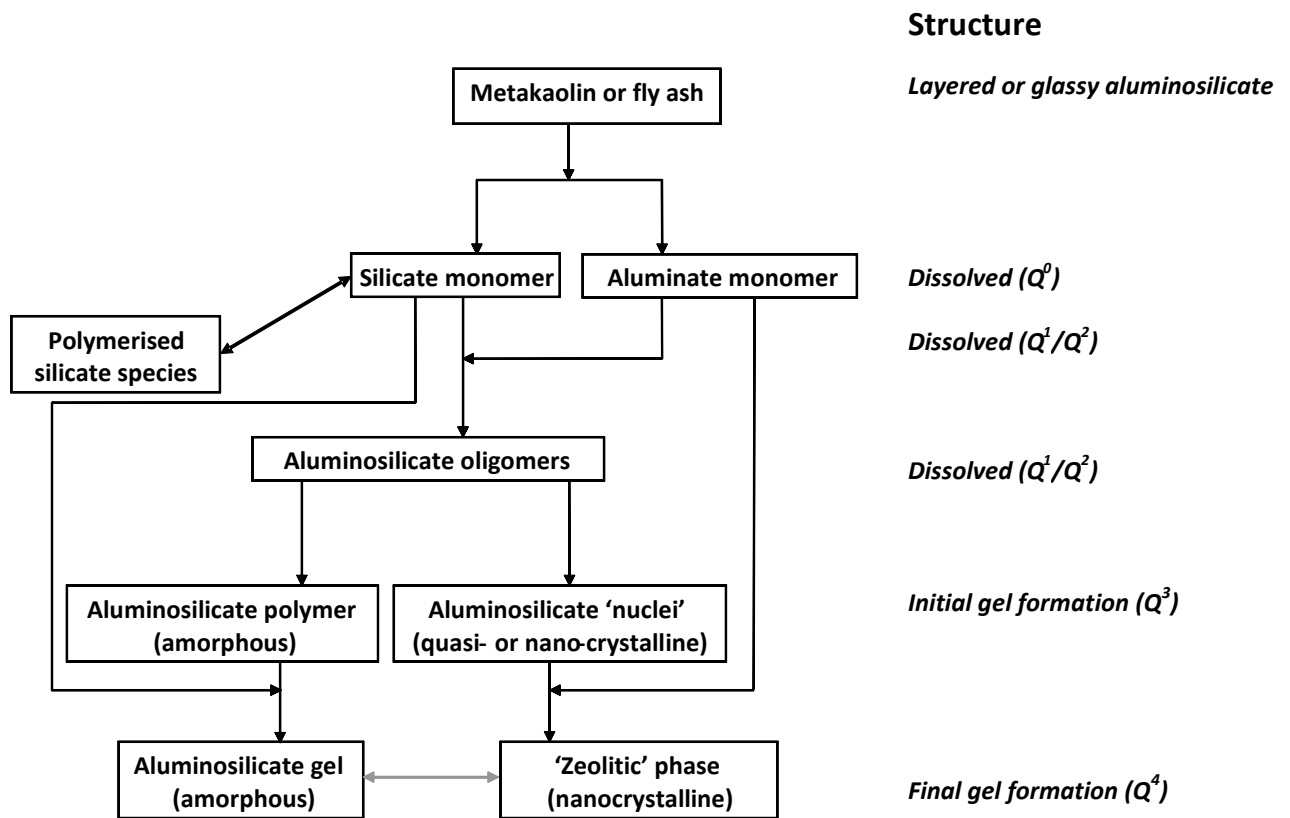 Structure
Metakaolin or fly ash
Layered or glassy aluminosilicate
Silicate monomer
Aluminate monomer
Dissolved (Q⁰)
Polymerised
silicate species
Dissolved (Q¹/Q²)
Aluminosilicate oligomers
Dissolved (Q¹/Q²)
Aluminosilicate polymer
(amorphous)
Aluminosilicate ‘nuclei’
(quasi- or nano-crystalline)
Initial gel formation (Q³)
Aluminosilicate gel
(amorphous)
‘Zeolitic’ phase
(nanocrystalline)
Final gel formation (Q⁴)